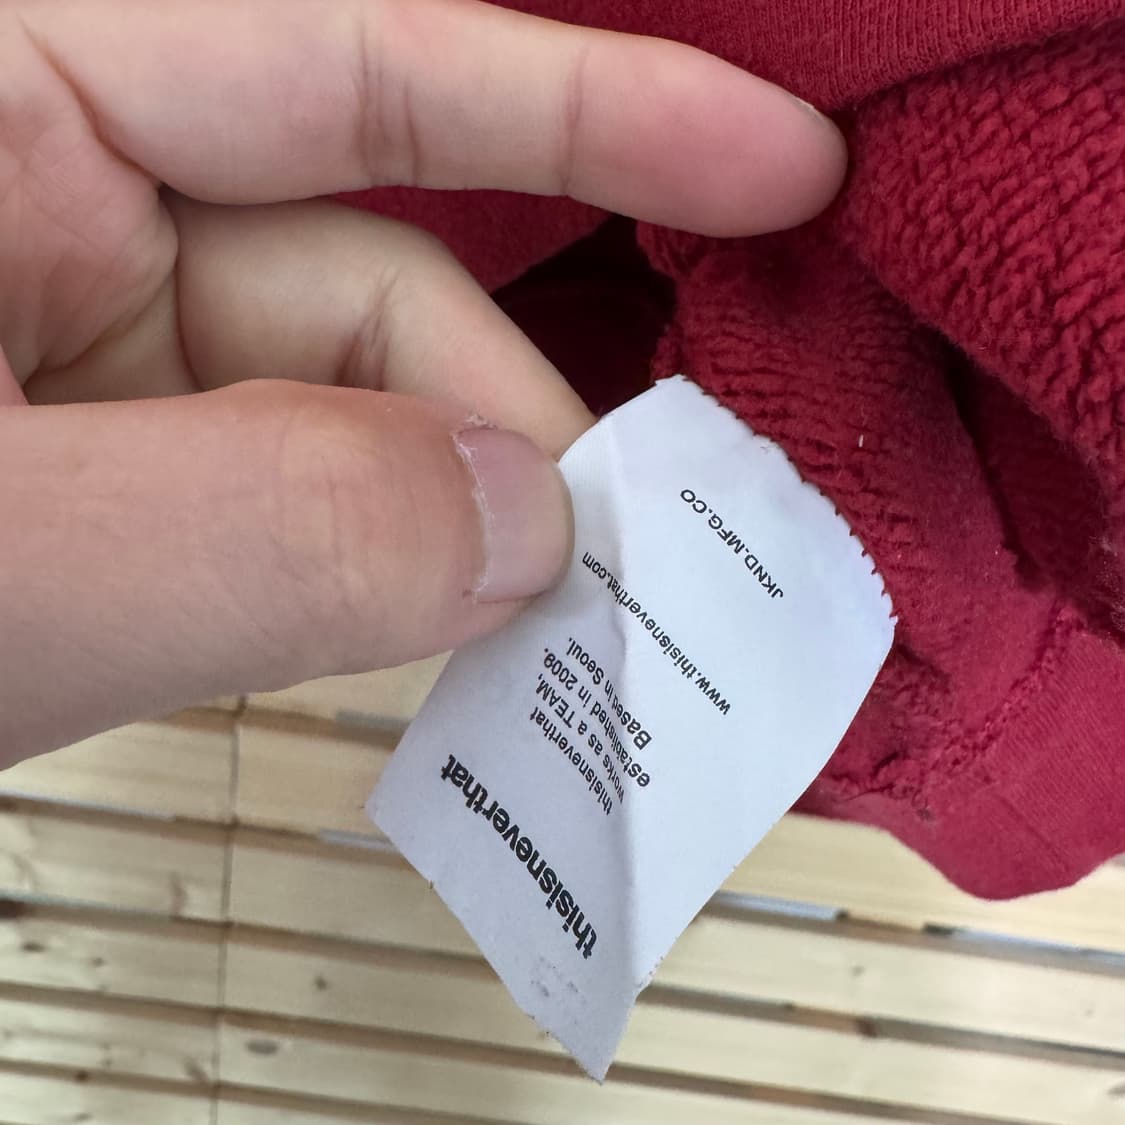 thisisneverthat
thisisneverthat
works as a TEAM,
established in 2009.
Based in Seoul.
www.thisisneverthat.com
JKND.MFG.CO